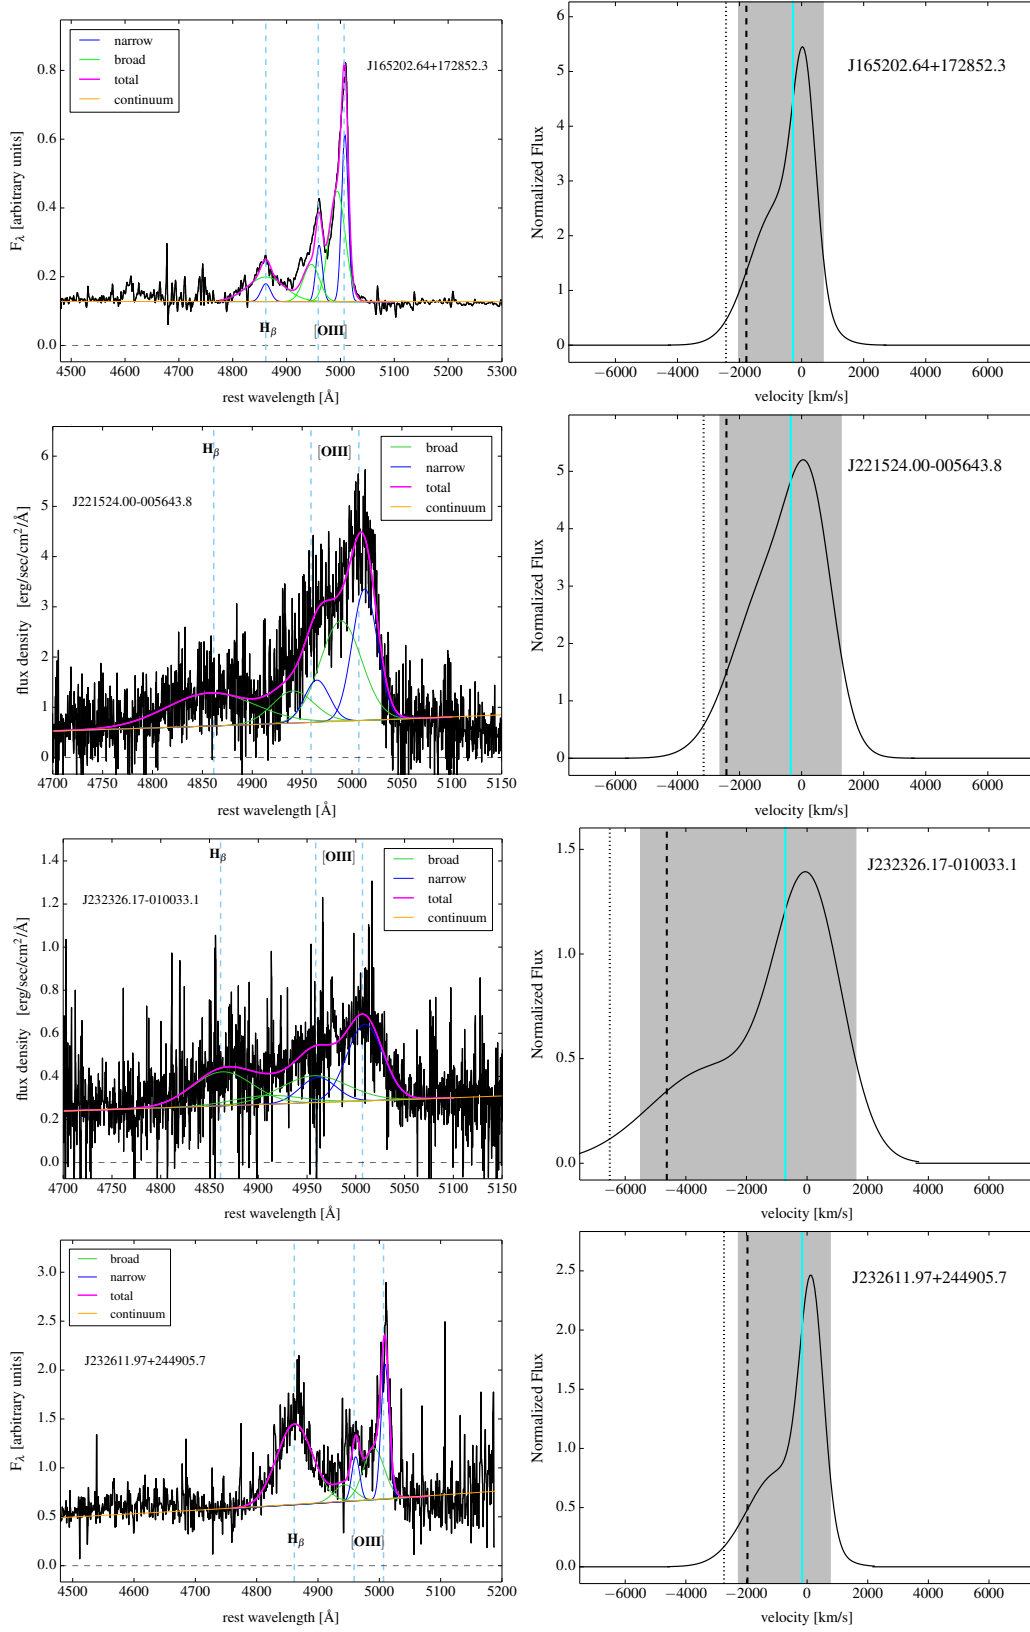 narrow
broad
total
continuum
J165202.64+172852.3
0.8
0.6
0.4
0.2
0.0
F_λ [arbitrary units]
H_β
[OIII]
4500 4600 4700 4800 4900 5000 5100 5200 5300
rest wavelength [Å]
J165202.64+172852.3
5
4
3
2
1
0
Normalized Flux
−6000 −4000 −2000 0 2000 4000 6000
velocity [km/s]
H_β
[OIII]
broad
narrow
total
continuum
J221524.00-005643.8
6
5
4
3
2
1
0
flux density [erg/sec/cm²/Å]
4700 4750 4800 4850 4900 4950 5000 5050 5100 5150
rest wavelength [Å]
J221524.00-005643.8
5
4
3
2
1
0
Normalized Flux
−6000 −4000 −2000 0 2000 4000 6000
velocity [km/s]
H_β
[OIII]
broad
narrow
total
continuum
J232326.17-010033.1
1.4
1.2
1.0
0.8
0.6
0.4
0.2
0.0
flux density [erg/sec/cm²/Å]
4700 4750 4800 4850 4900 4950 5000 5050 5100 5150
rest wavelength [Å]
J232326.17-010033.1
1.5
1.0
0.5
0.0
Normalized Flux
−6000 −4000 −2000 0 2000 4000 6000
velocity [km/s]
broad
narrow
total
continuum
J232611.97+244905.7
3.0
2.5
2.0
1.5
1.0
0.5
0.0
F_λ [arbitrary units]
H_β
[OIII]
4500 4600 4700 4800 4900 5000 5100 5200
rest wavelength [Å]
J232611.97+244905.7
2.5
2.0
1.5
1.0
0.5
0.0
Normalized Flux
−6000 −4000 −2000 0 2000 4000 6000
velocity [km/s]